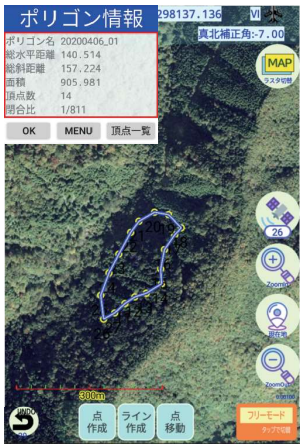 ポリゴン情報
298137.136
VI
真北補正角:-7.00
ポリゴン名 20200406_01
総水平距離 140.514
総斜距離 157.224
面積 905.981
頂点数 14
閉合比 1/811
OK MENU 頂点一覧
MAP
ラスタ切替
26
ZoomIn
現在地
ZoomOut
300m
UNDO
点作成
ライン作成
点移動
フリーモード
タップで切替